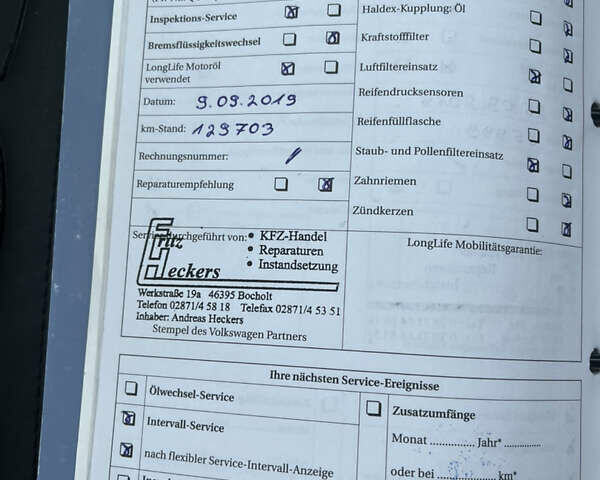 Inspektions-Service
Bremsflüssigkeitswechsel
LongLife Motoröl
verwendet
Datum: 9.09.2019
km-Stand: 129703
Rechnungsnummer: /
Reparaturempfehlung
Haldex-Kupplung: Öl
Kraftstofffilter
Luftfiltereinsatz
Reifendrucksensoren
Reifenfüllflasche
Staub- und Pollenfiltereinsatz
Zahnriemen
Zündkerzen
Service durchgeführt von:
Fritz
Heckers
• KFZ-Handel
• Reparaturen
• Instandsetzung
Werkstraße 19a 46395 Bocholt
Telefon 02871/4 58 18 Telefax 02871/4 53 51
Inhaber: Andreas Heckers
Stempel des Volkswagen Partners
LongLife Mobilitätsgarantie:
Ihre nächsten Service-Ereignisse
Ölwechsel-Service
Intervall-Service
nach flexibler Service-Intervall-Anzeige
Zusatzumfänge
Monat ............... Jahr* ............
oder bei ............... km*